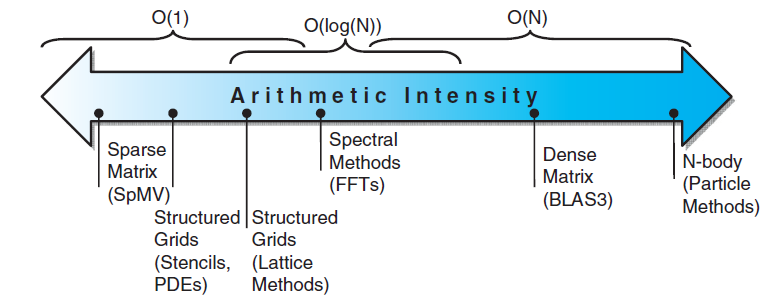 O(1)
O(log(N))
O(N)
Arithmetic Intensity
Sparse
Matrix
(SpMV)
Structured
Grids
(Stencils,
PDEs)
Structured
Grids
(Lattice
Methods)
Spectral
Methods
(FFTs)
Dense
Matrix
(BLAS3)
N-body
(Particle
Methods)